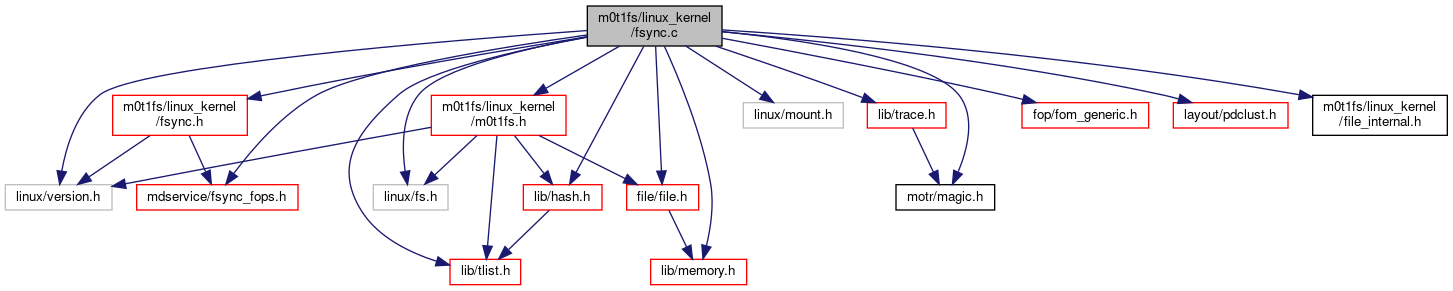 m0t1fs/linux_kernel
/fsync.c
m0t1fs/linux_kernel
/fsync.h
m0t1fs/linux_kernel
/m0t1fs.h
linux/mount.h
lib/trace.h
fop/fom_generic.h
layout/pdclust.h
m0t1fs/linux_kernel
/file_internal.h
linux/version.h
mdservice/fsync_fops.h
linux/fs.h
lib/hash.h
file/file.h
motr/magic.h
lib/tlist.h
lib/memory.h